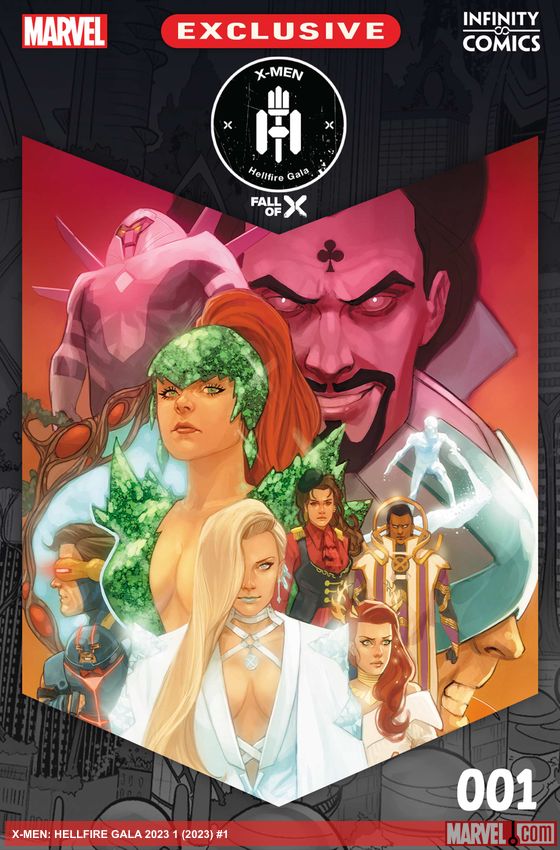 MARVEL
EXCLUSIVE
INFINITY
COMICS
X-MEN
Hellfire Gala
FALL
OF X
001
X-MEN: HELLFIRE GALA 2023 1 (2023) #1
MARVEL.com